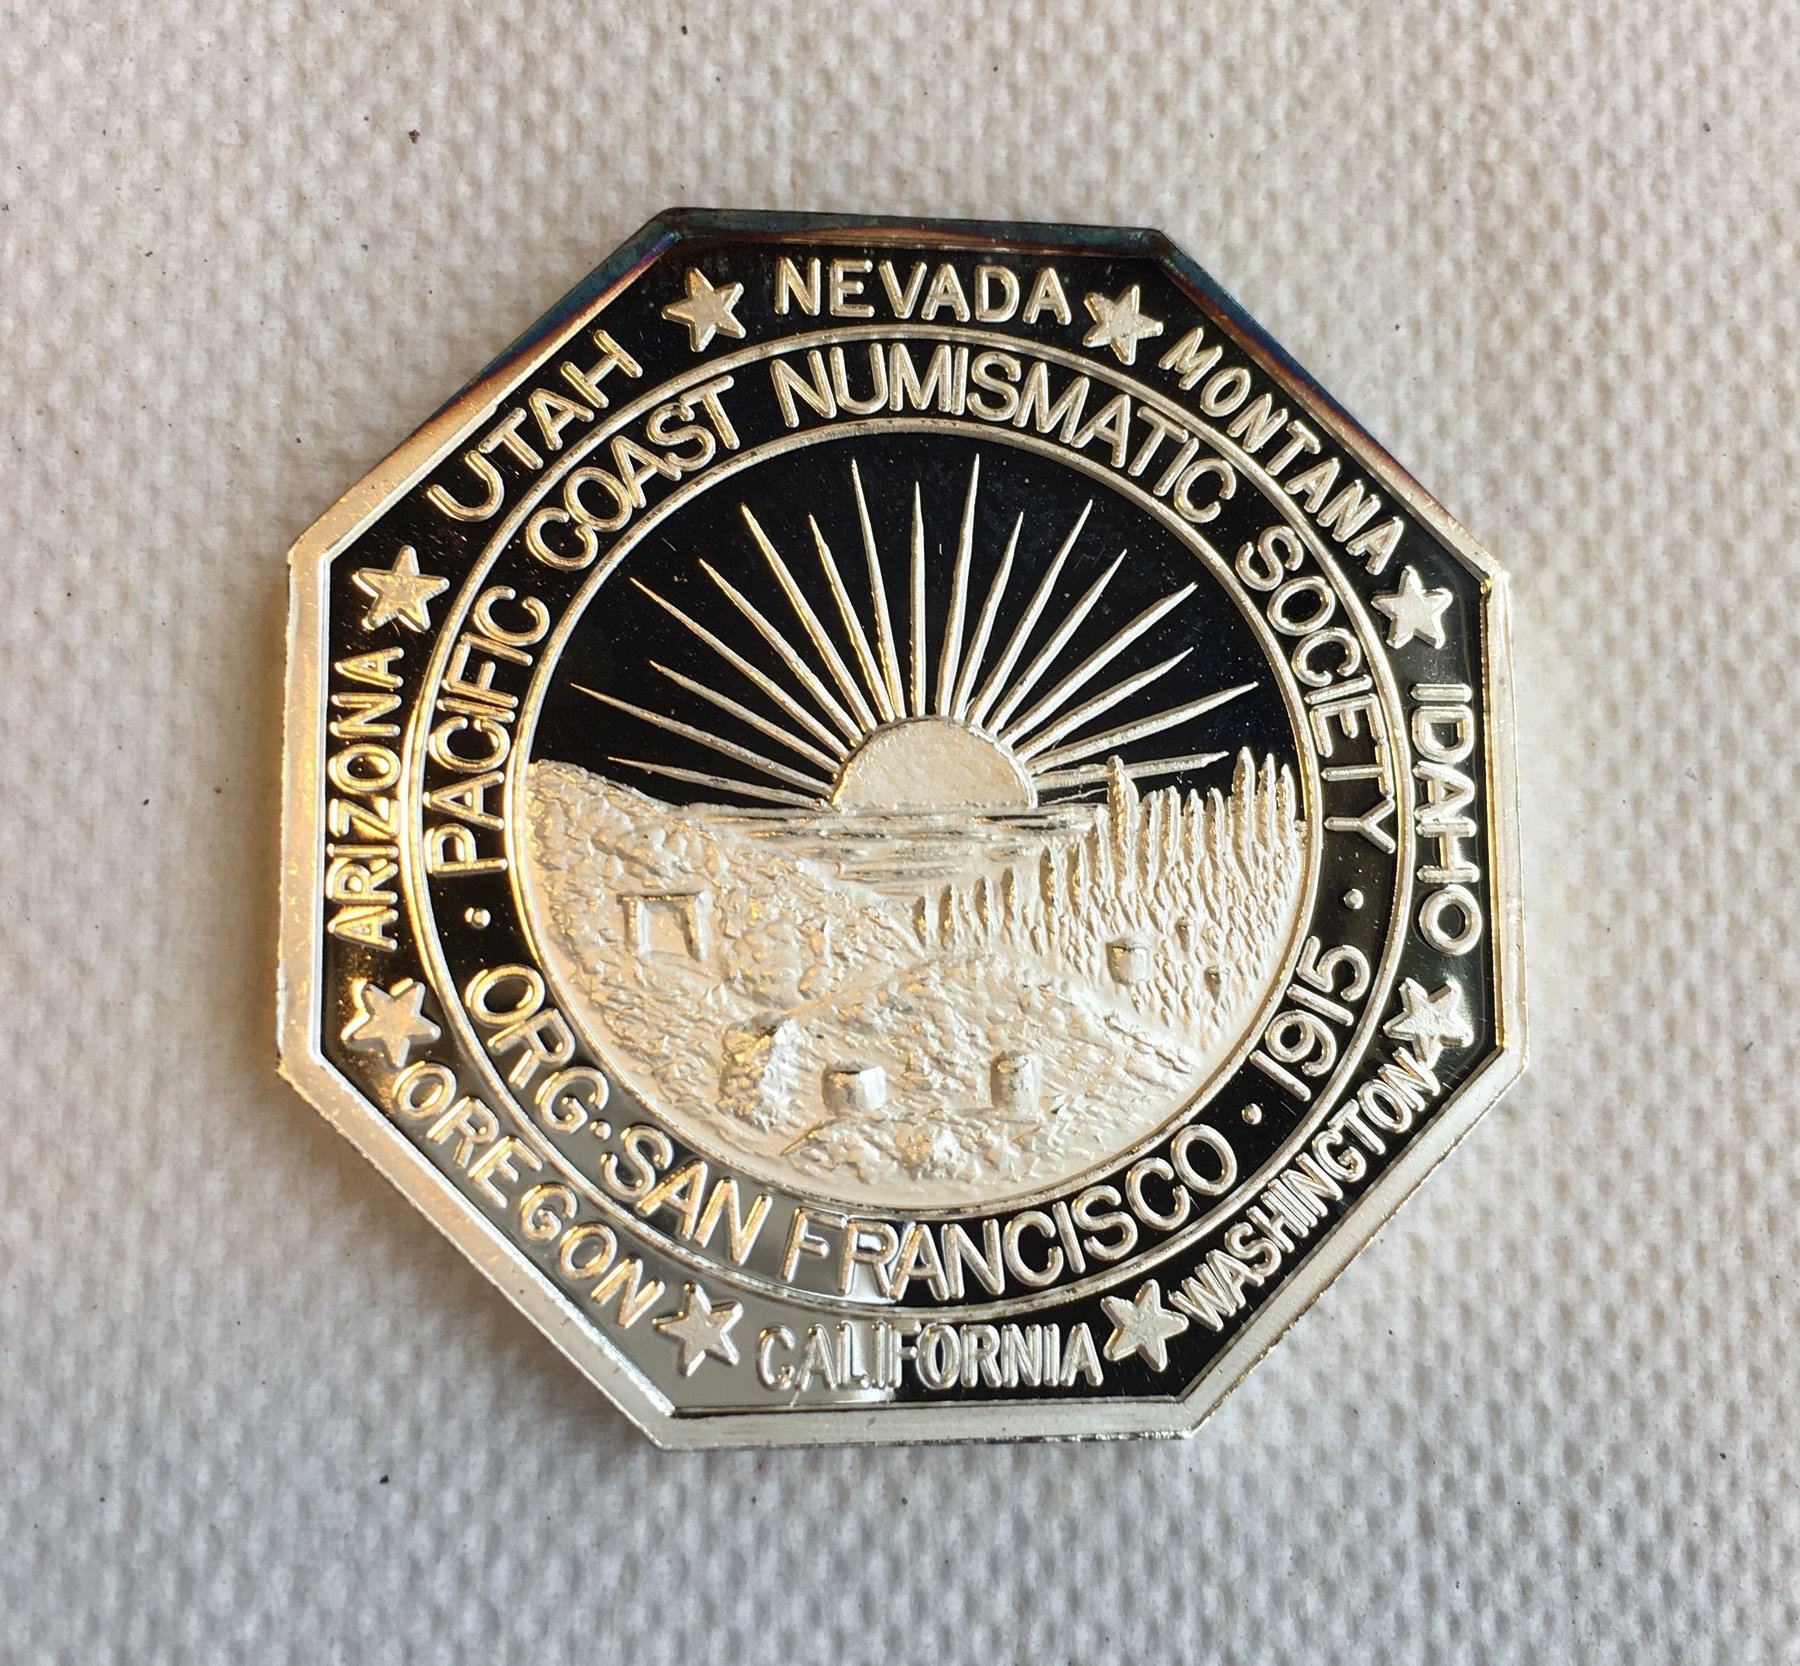 UTAH ★ NEVADA ★ MONTANA ★ IDAHO ★ WASHINGTON ★ CALIFORNIA ★ OREGON ★ ARIZONA ★
· PACIFIC COAST NUMISMATIC SOCIETY ·
ORG·SAN FRANCISCO · 1915